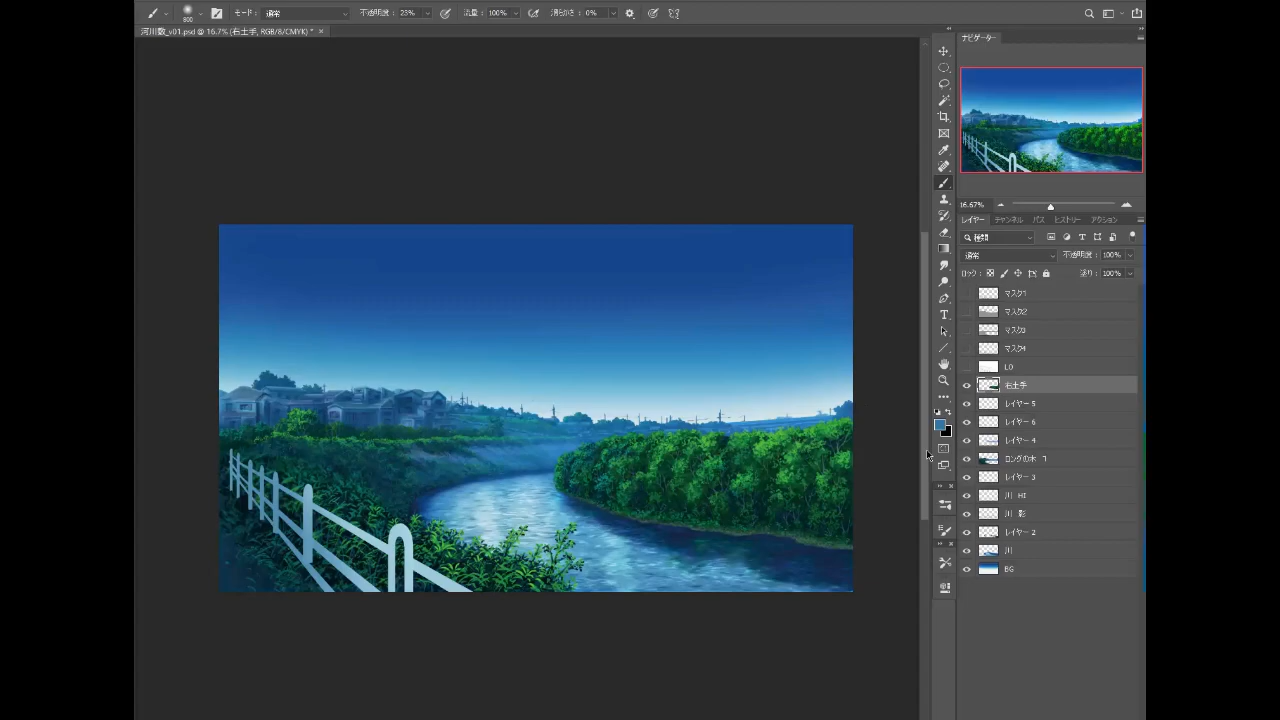 800 モード： 通常 不透明度： 23% 流量： 100% 滑らかさ： 0%
河川敷_v01.psd @ 16.7% (右土手, RGB/8/CMYK) *
ナビゲーター
16.67%
レイヤー チャンネル パス ヒストリー アクション
種類
通常 不透明度： 100%
ロック： 塗り： 100%
マスク1
マスク2
マスク3
マスク4
LO
右土手
レイヤー 5
レイヤー 6
レイヤー 4
ロングの木
レイヤー 3
川 HI
川 影
レイヤー 2
川
BG